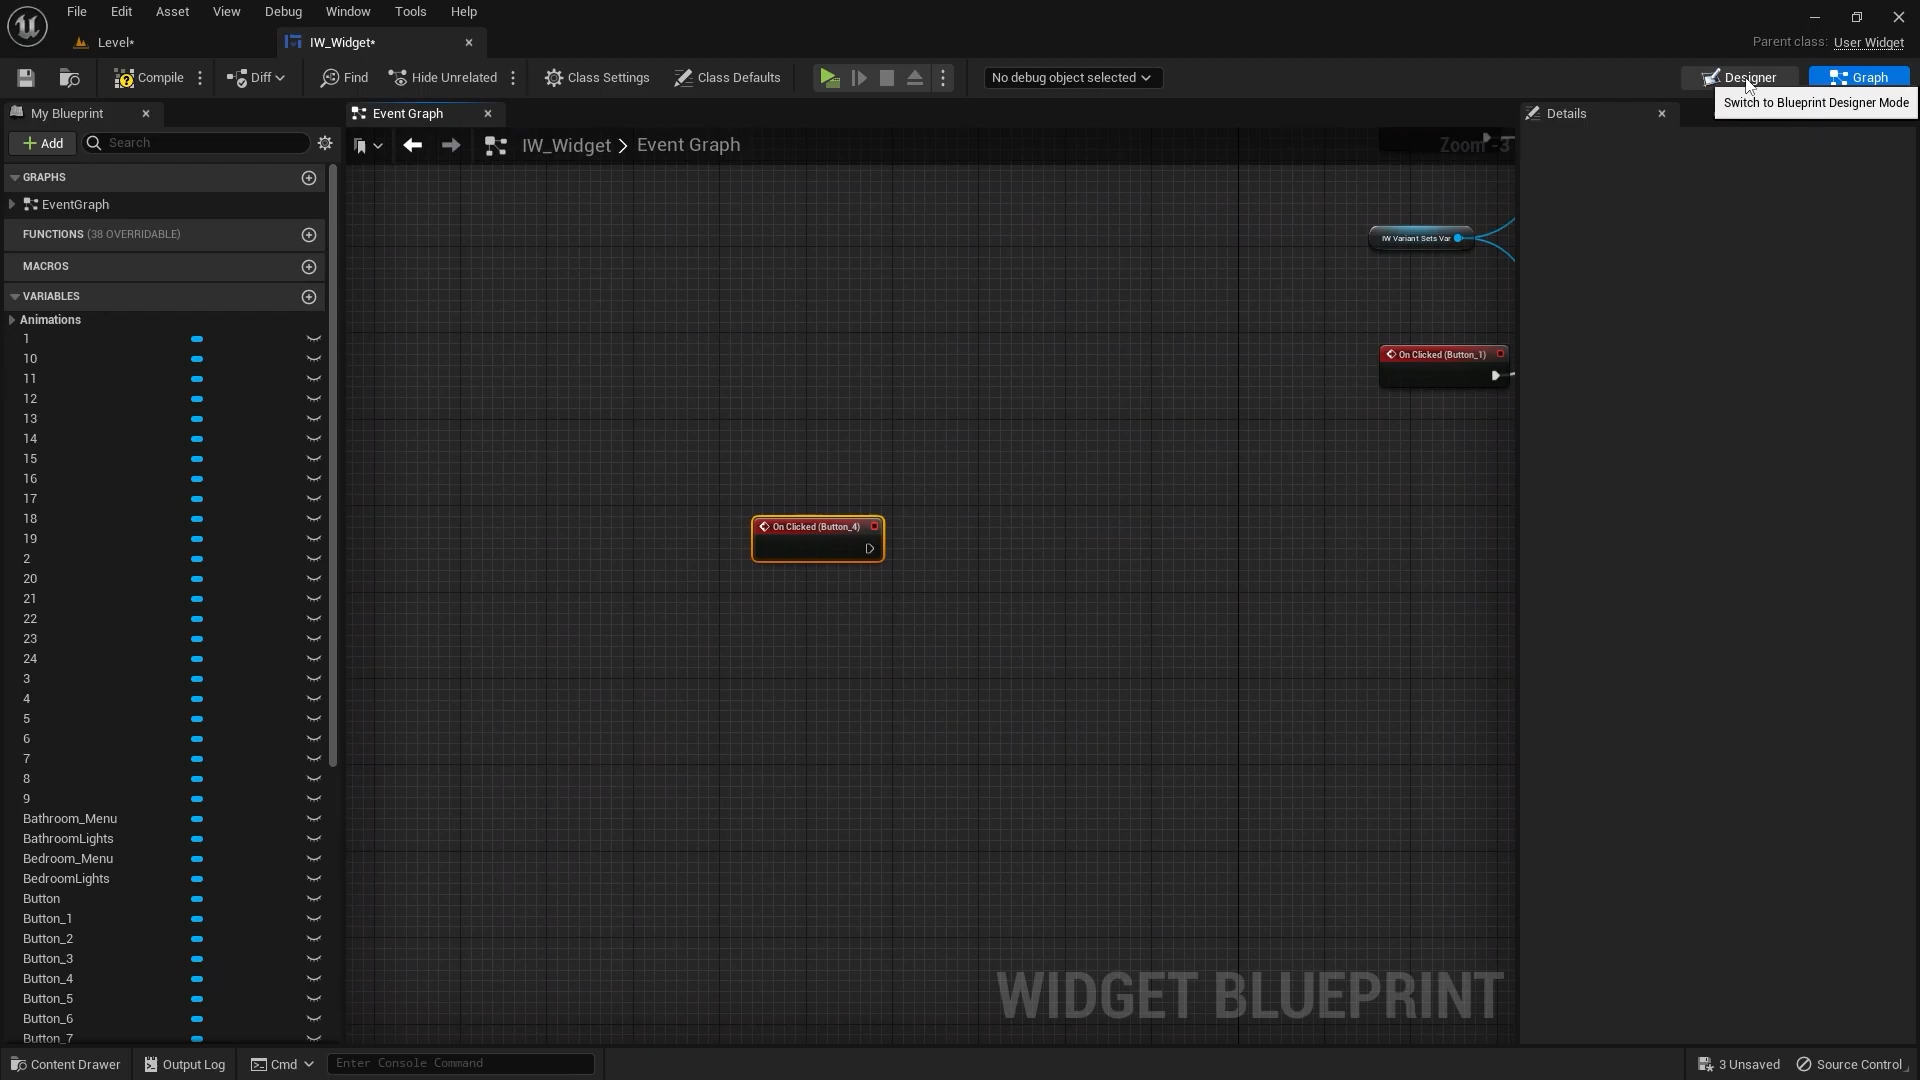 File Edit Asset View Debug Window Tools Help
Level* IW_Widget* Parent class: User Widget
Compile Diff Find Hide Unrelated Class Settings Class Defaults No debug object selected Designer Graph
Switch to Blueprint Designer Mode
My Blueprint Event Graph Details
Add Search IW_Widget > Event Graph Zoom -3
GRAPHS
EventGraph
FUNCTIONS (38 OVERRIDABLE)
IW Variant Sets Var
MACROS
VARIABLES
Animations
1
On Clicked (Button_1)
10
11
12
13
14
15
16
17
18
On Clicked (Button_4)
19
2
20
21
22
23
24
3
4
5
6
7
8
9
Bathroom_Menu
BathroomLights
Bedroom_Menu
BedroomLights
Button
Button_1
Button_2
Button_3
Button_4
Button_5
Button_6
Button_7
WIDGET BLUEPRINT
Content Drawer Output Log Cmd Enter Console Command 3 Unsaved Source Control